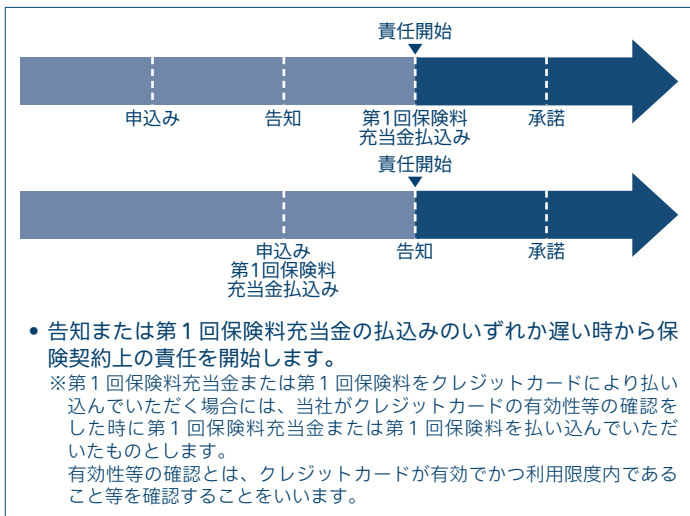 責任開始
申込み
告知
第1回保険料
充当金払込み
承諾
責任開始
申込み
第1回保険料
充当金払込み
告知
承諾
• 告知または第１回保険料充当金の払込みのいずれか遅い時から保
険契約上の責任を開始します。
※第１回保険料充当金または第１回保険料をクレジットカードにより払い
込んでいただく場合には、当社がクレジットカードの有効性等の確認を
した時に第１回保険料充当金または第１回保険料を払い込んでいただ
いたものとします。
有効性等の確認とは、クレジットカードが有効でかつ利用限度内である
こと等を確認することをいいます。